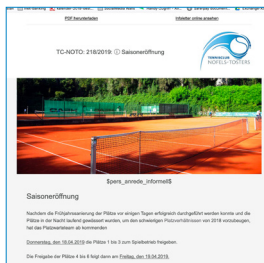 PDF herunterladen
Infoletter online ansehen
TC-NOTO: 218/2019: ⓘ Saisoneröffnung
TENNISCLUB
NOFELS-TOSTERS
$pers_anrede_informell$
Saisoneröffnung
Nachdem die Frühjahrssanierung der Plätze vor einigen Tagen erfolgreich durchgeführt werden konnte und die
Plätze in der Nacht laufend gewässert wurden, um den schwierigen Platzverhältnissen von 2018 vorzubeugen,
hat das Platzwarteteam ab kommenden
Donnerstag, den 18.04.2019 die Plätze 1 bis 3 zum Spielbetrieb freigeben.
Die Freigabe der Plätze 4 bis 6 folgt dann am Freitag, den 19.04.2019.